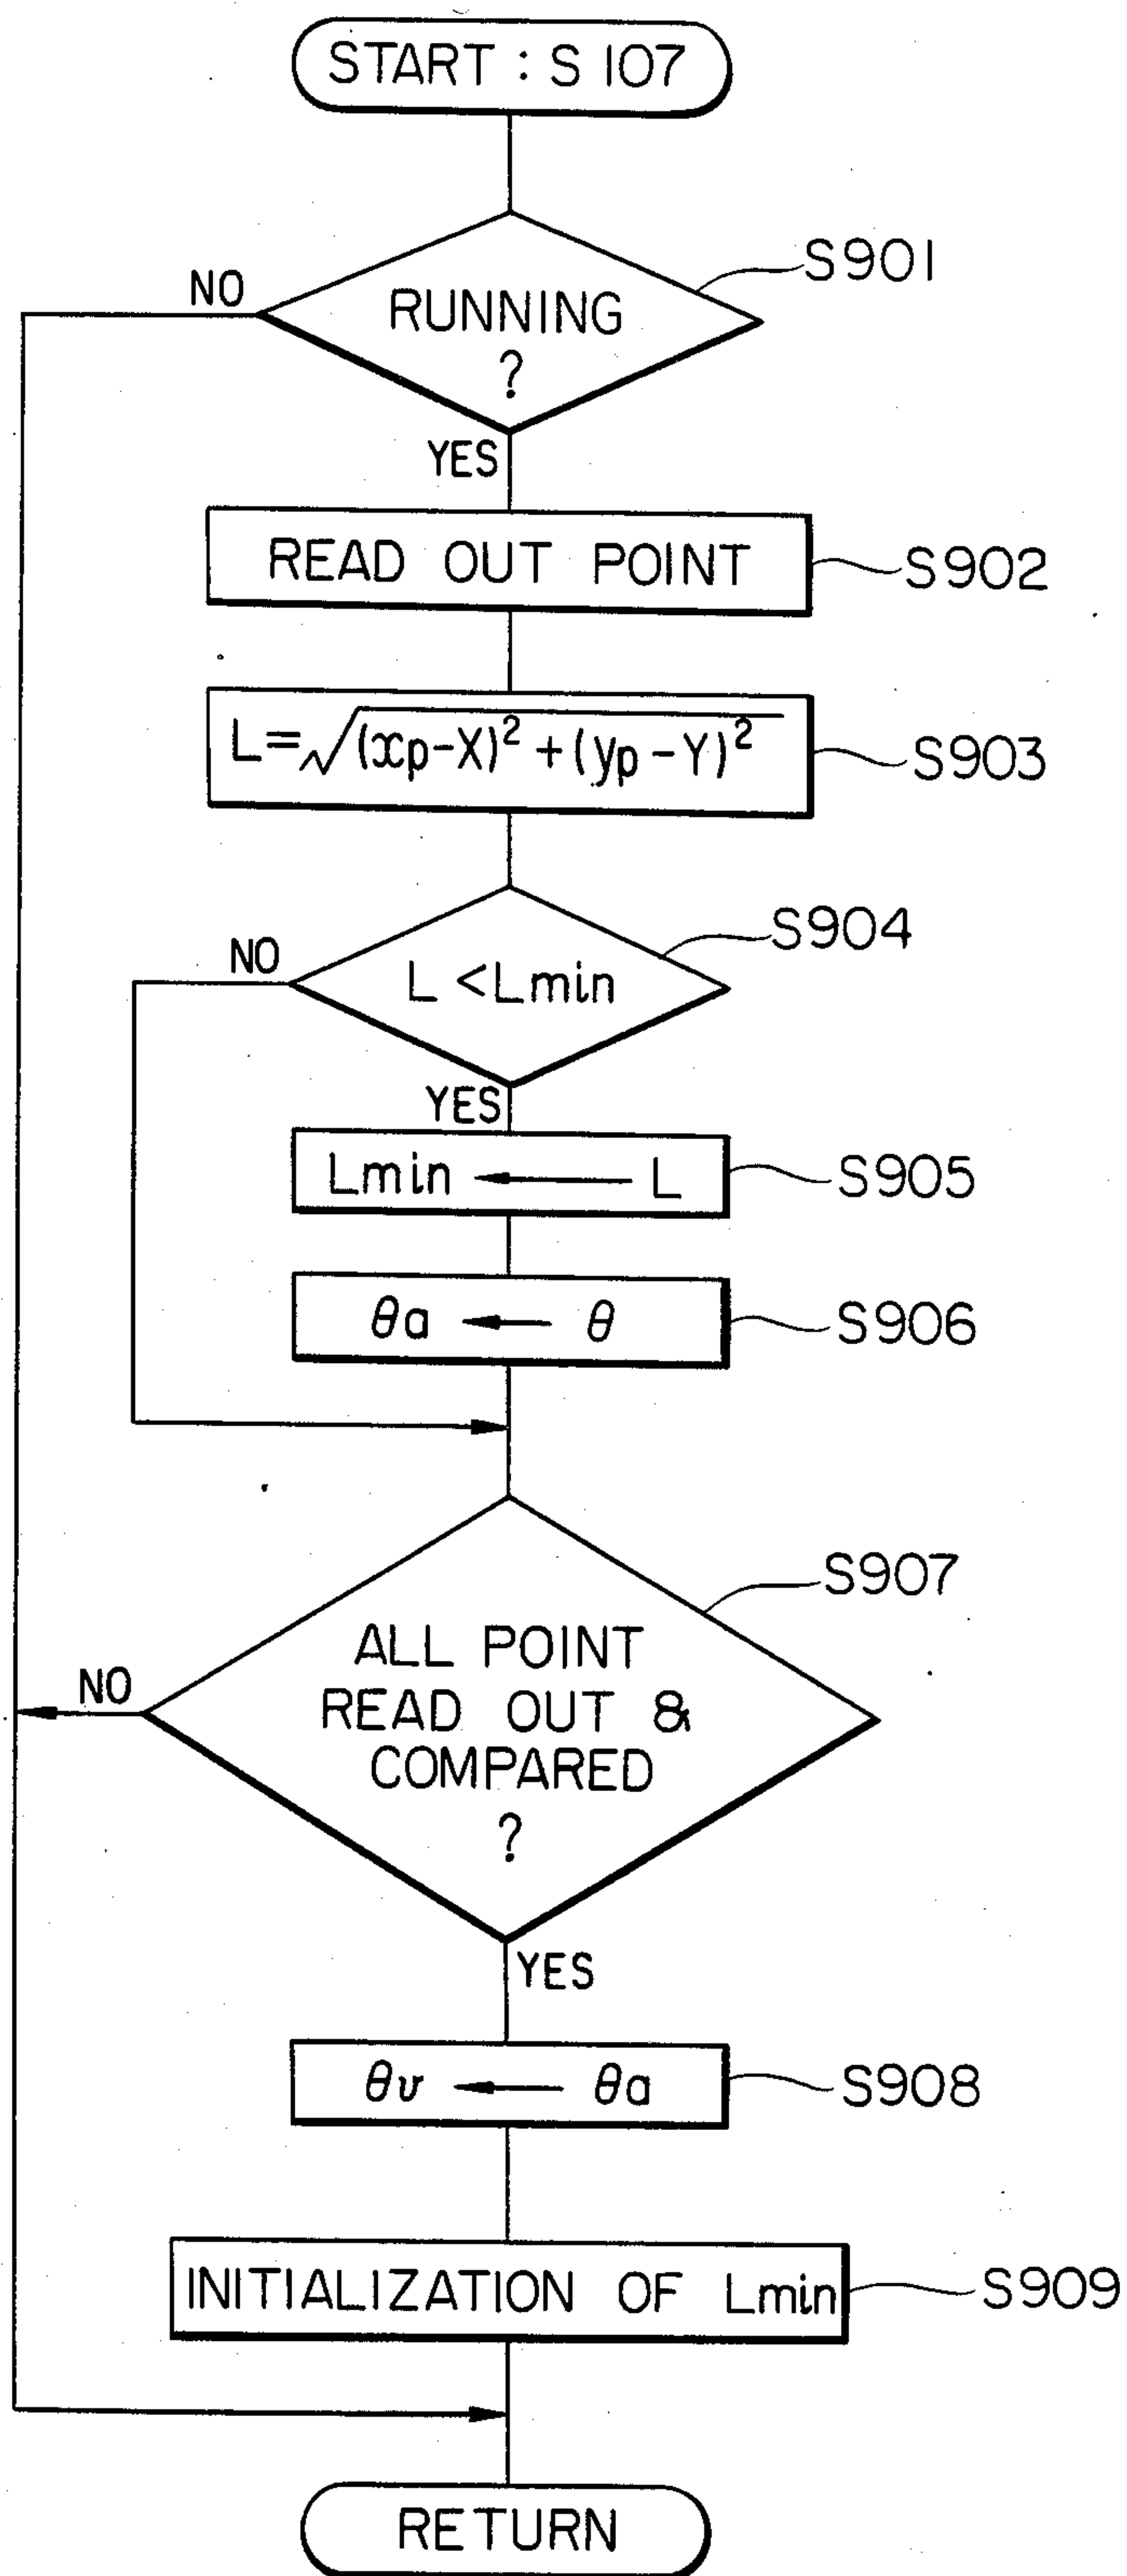 START : S 107
S901
NO
RUNNING
?
YES
READ OUT POINT
S902
L=√(xp-X)² + (yp-Y)²
S903
S904
NO
L < Lmin
YES
Lmin ← L
S905
θa ← θ
S906
S907
ALL POINT
NO
READ OUT &
COMPARED
?
YES
θv ← θa
S908
INITIALIZATION OF Lmin
S909
RETURN